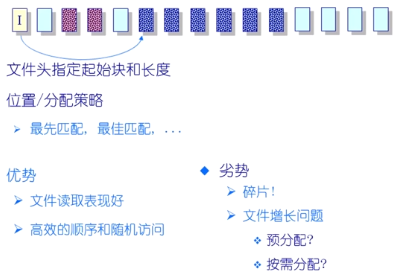 I
文件头指定起始块和长度
位置/分配策略
最先匹配，最佳匹配，...
优势
文件读取表现好
高效的顺序和随机访问
劣势
碎片！
文件增长问题
预分配？
按需分配？